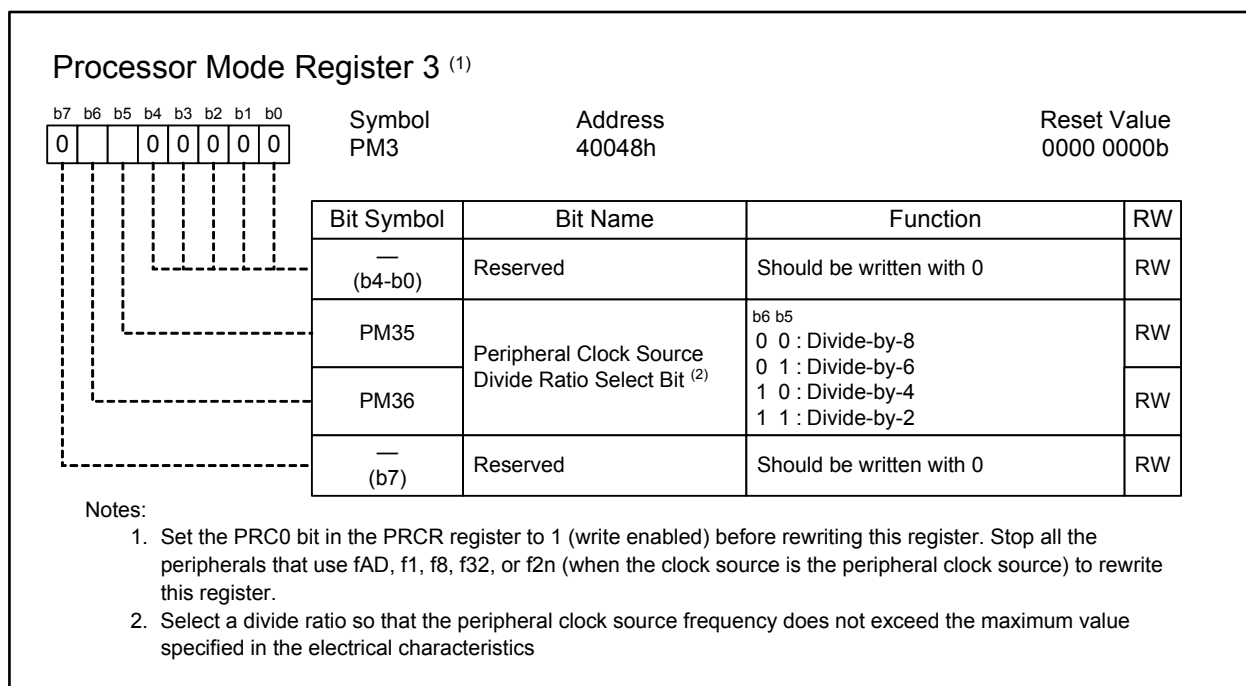 Processor Mode Register 3 (1)
b7 b6 b5 b4 b3 b2 b1 b0
0 0 0 0 0 0
Symbol Address Reset Value
PM3 40048h 0000 0000b
Bit Symbol Bit Name Function RW
—
(b4-b0) Reserved Should be written with 0 RW
PM35 RW
PM36 RW
Peripheral Clock Source
Divide Ratio Select Bit (2)
b6 b5
0 0 : Divide-by-8
0 1 : Divide-by-6
1 0 : Divide-by-4
1 1 : Divide-by-2
—
(b7) Reserved Should be written with 0 RW
Notes:
1. Set the PRC0 bit in the PRCR register to 1 (write enabled) before rewriting this register. Stop all the
peripherals that use fAD, f1, f8, f32, or f2n (when the clock source is the peripheral clock source) to rewrite
this register.
2. Select a divide ratio so that the peripheral clock source frequency does not exceed the maximum value
specified in the electrical characteristics